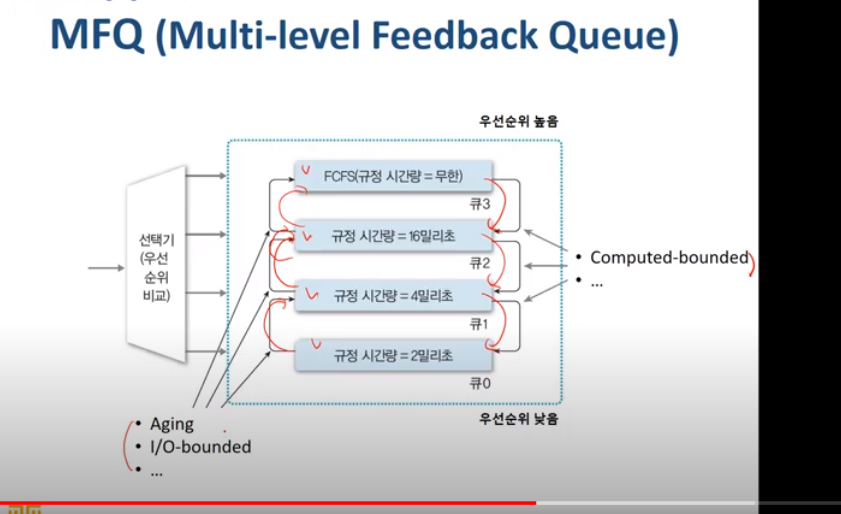 MFQ (Multi-level Feedback Queue)
우선순위 높음
FCFS(규정 시간량 = 무한)
큐3
규정 시간량 = 16밀리초
큐2
규정 시간량 = 4밀리초
큐1
규정 시간량 = 2밀리초
큐0
우선순위 낮음
선택기
(우선
순위
비교)
• Computed-bounded
• ...
• Aging
• I/O-bounded
• ...